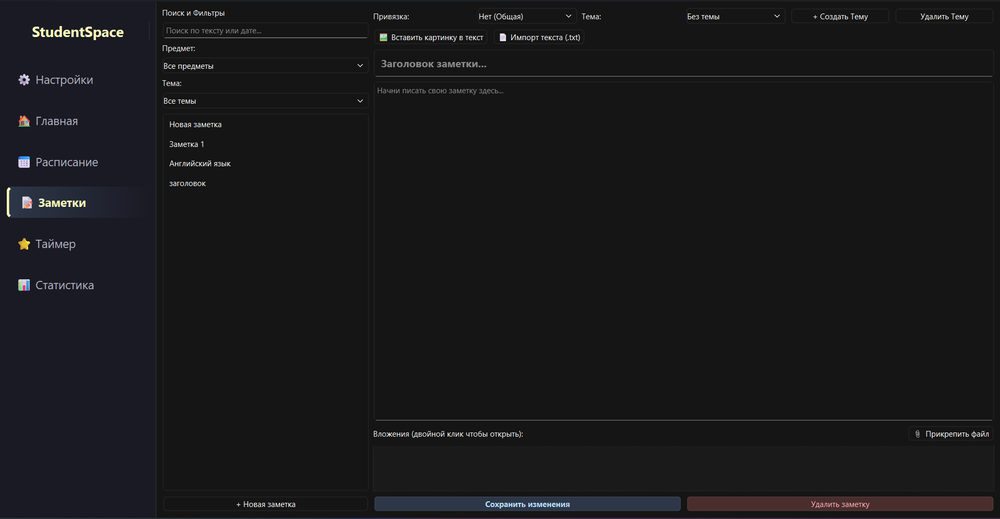 StudentSpace
Настройки
Главная
Расписание
Заметки
Таймер
Статистика
Поиск и Фильтры
Поиск по тексту или дате...
Предмет:
Все предметы
Тема:
Все темы
Новая заметка
Заметка 1
Английский язык
заголовок
+ Новая заметка
Привязка: Нет (Общая) Тема: Без темы + Создать Тему Удалить Тему
Вставить картинку в текст Импорт текста (.txt)
Заголовок заметки...
Начни писать свою заметку здесь...
Вложения (двойной клик чтобы открыть): Прикрепить файл
Сохранить изменения Удалить заметку